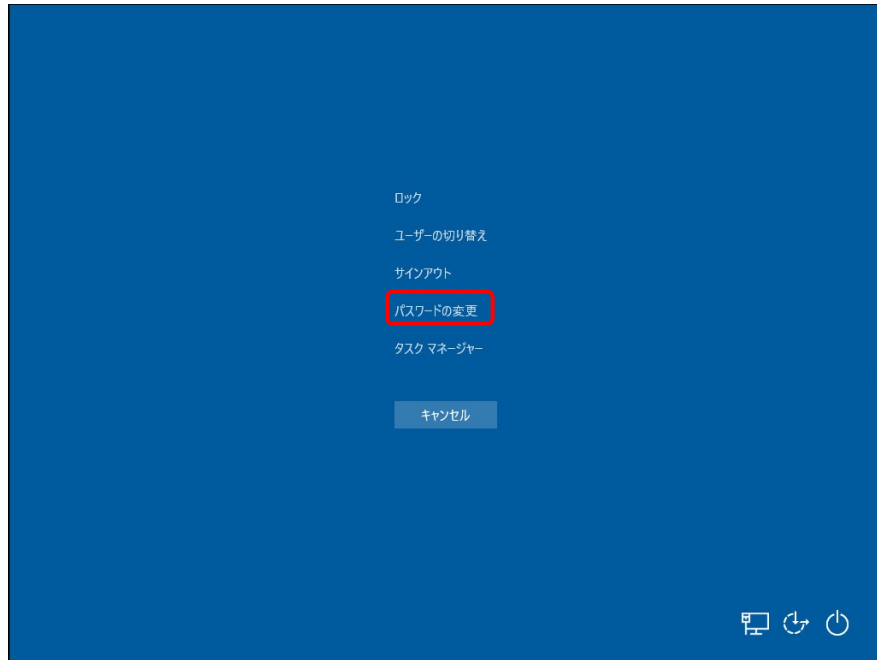 ロック
ユーザーの切り替え
サインアウト
パスワードの変更
タスク マネージャー
キャンセル